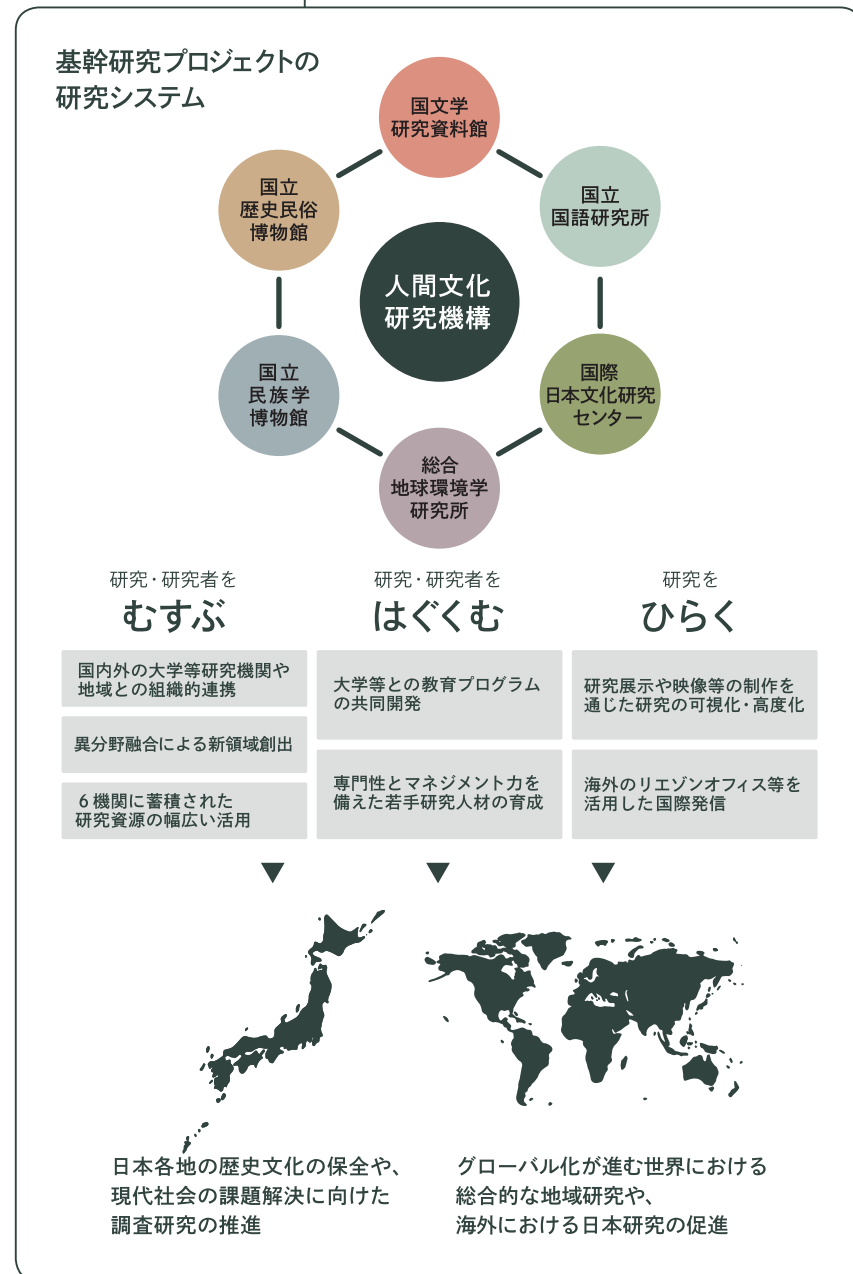 基幹研究プロジェクトの
研究システム
国文学
研究資料館
国立
歴史民俗
博物館
国立
国語研究所
人間文化
研究機構
国立
民族学
博物館
国際
日本文化研究
センター
総合
地球環境学
研究所
研究・研究者を
むすぶ
国内外の大学等研究機関や
地域との組織的連携
異分野融合による新領域創出
6機関に蓄積された
研究資源の幅広い活用
研究・研究者を
はぐくむ
大学等との教育プログラム
の共同開発
専門性とマネジメント力を
備えた若手研究人材の育成
研究を
ひらく
研究展示や映像等の制作を
通じた研究の可視化・高度化
海外のリエゾンオフィス等を
活用した国際発信
日本各地の歴史文化の保全や、
現代社会の課題解決に向けた
調査研究の推進
グローバル化が進む世界における
総合的な地域研究や、
海外における日本研究の促進